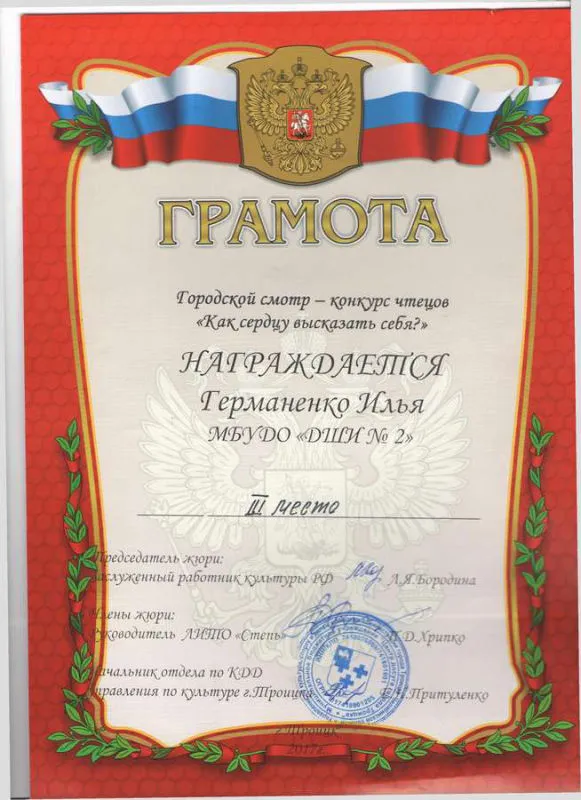 ГРАМОТА
Городской смотр – конкурс чтецов
«Как сердцу высказать себя?»
НАГРАЖДАЕТСЯ
Германенко Илья
МБУДО «ДШИ № 2»
III место
Председатель жюри:
Заслуженный работник культуры РФ Л.Я.Бородина
Члены жюри:
Руководитель ЛИТО «Степь» П.Д.Хрипко
Начальник отдела по КДД
Управления по культуре г.Троицка Притуленко
г.Троицк
2017г.